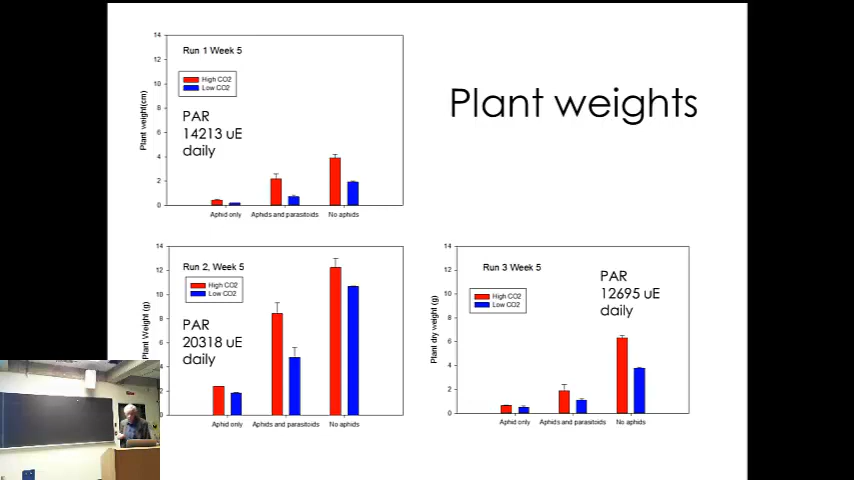 Plant weights
14
12
10
8
6
4
2
0
Plant weight(cm)
Run 1 Week 5
High CO2
Low CO2
PAR
14213 uE
daily
Aphid only
Aphids and parasitoids
No aphids
14
12
10
8
6
4
2
0
Plant Weight (g)
Run 2, Week 5
High CO2
Low CO2
PAR
20318 uE
daily
Aphid only
Aphids and parasitoids
No aphids
14
12
10
8
6
4
2
0
Plant dry weight (g)
Run 3 Week 5
High CO2
Low CO2
PAR
12695 uE
daily
Aphid only
Aphids and parasitoids
No aphids